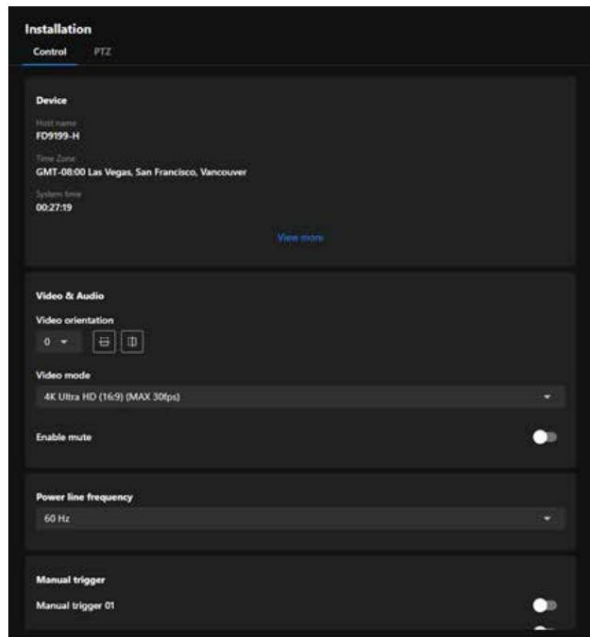 Installation
Control PTZ
Device
Host name
FD9199-H
Time Zone
GMT-08:00 Las Vegas, San Francisco, Vancouver
System time
00:27:19
View more
Video & Audio
Video orientation
0
Video mode
4K Ultra HD (16:9) (MAX 30fps)
Enable mute
Power line frequency
60 Hz
Manual trigger
Manual trigger 01